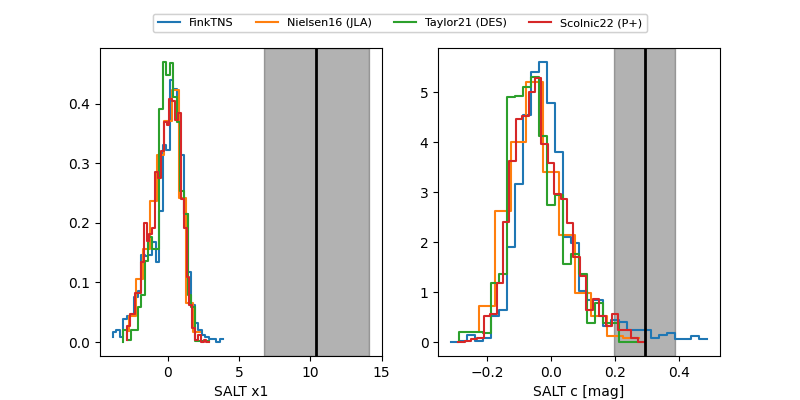 FinkTNS Nielsen16 (JLA) Taylor21 (DES) Scolnic22 (P+)
0.4
0.3
0.2
0.1
0.0
0 5 10 15
SALT x1
5
4
3
2
1
0
−0.2 0.0 0.2 0.4
SALT c [mag]